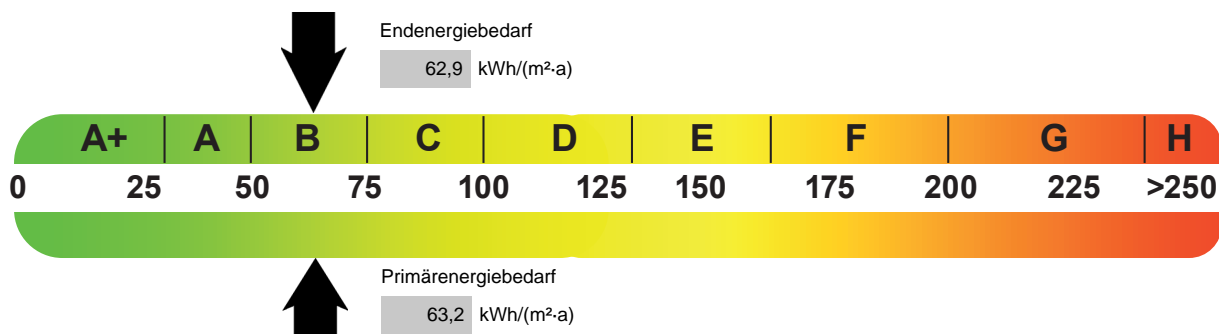 Endenergiebedarf
62,9 kWh/(m²·a)
A+ A B C D E F G H
0 25 50 75 100 125 150 175 200 225 >250
Primärenergiebedarf
63,2 kWh/(m²·a)